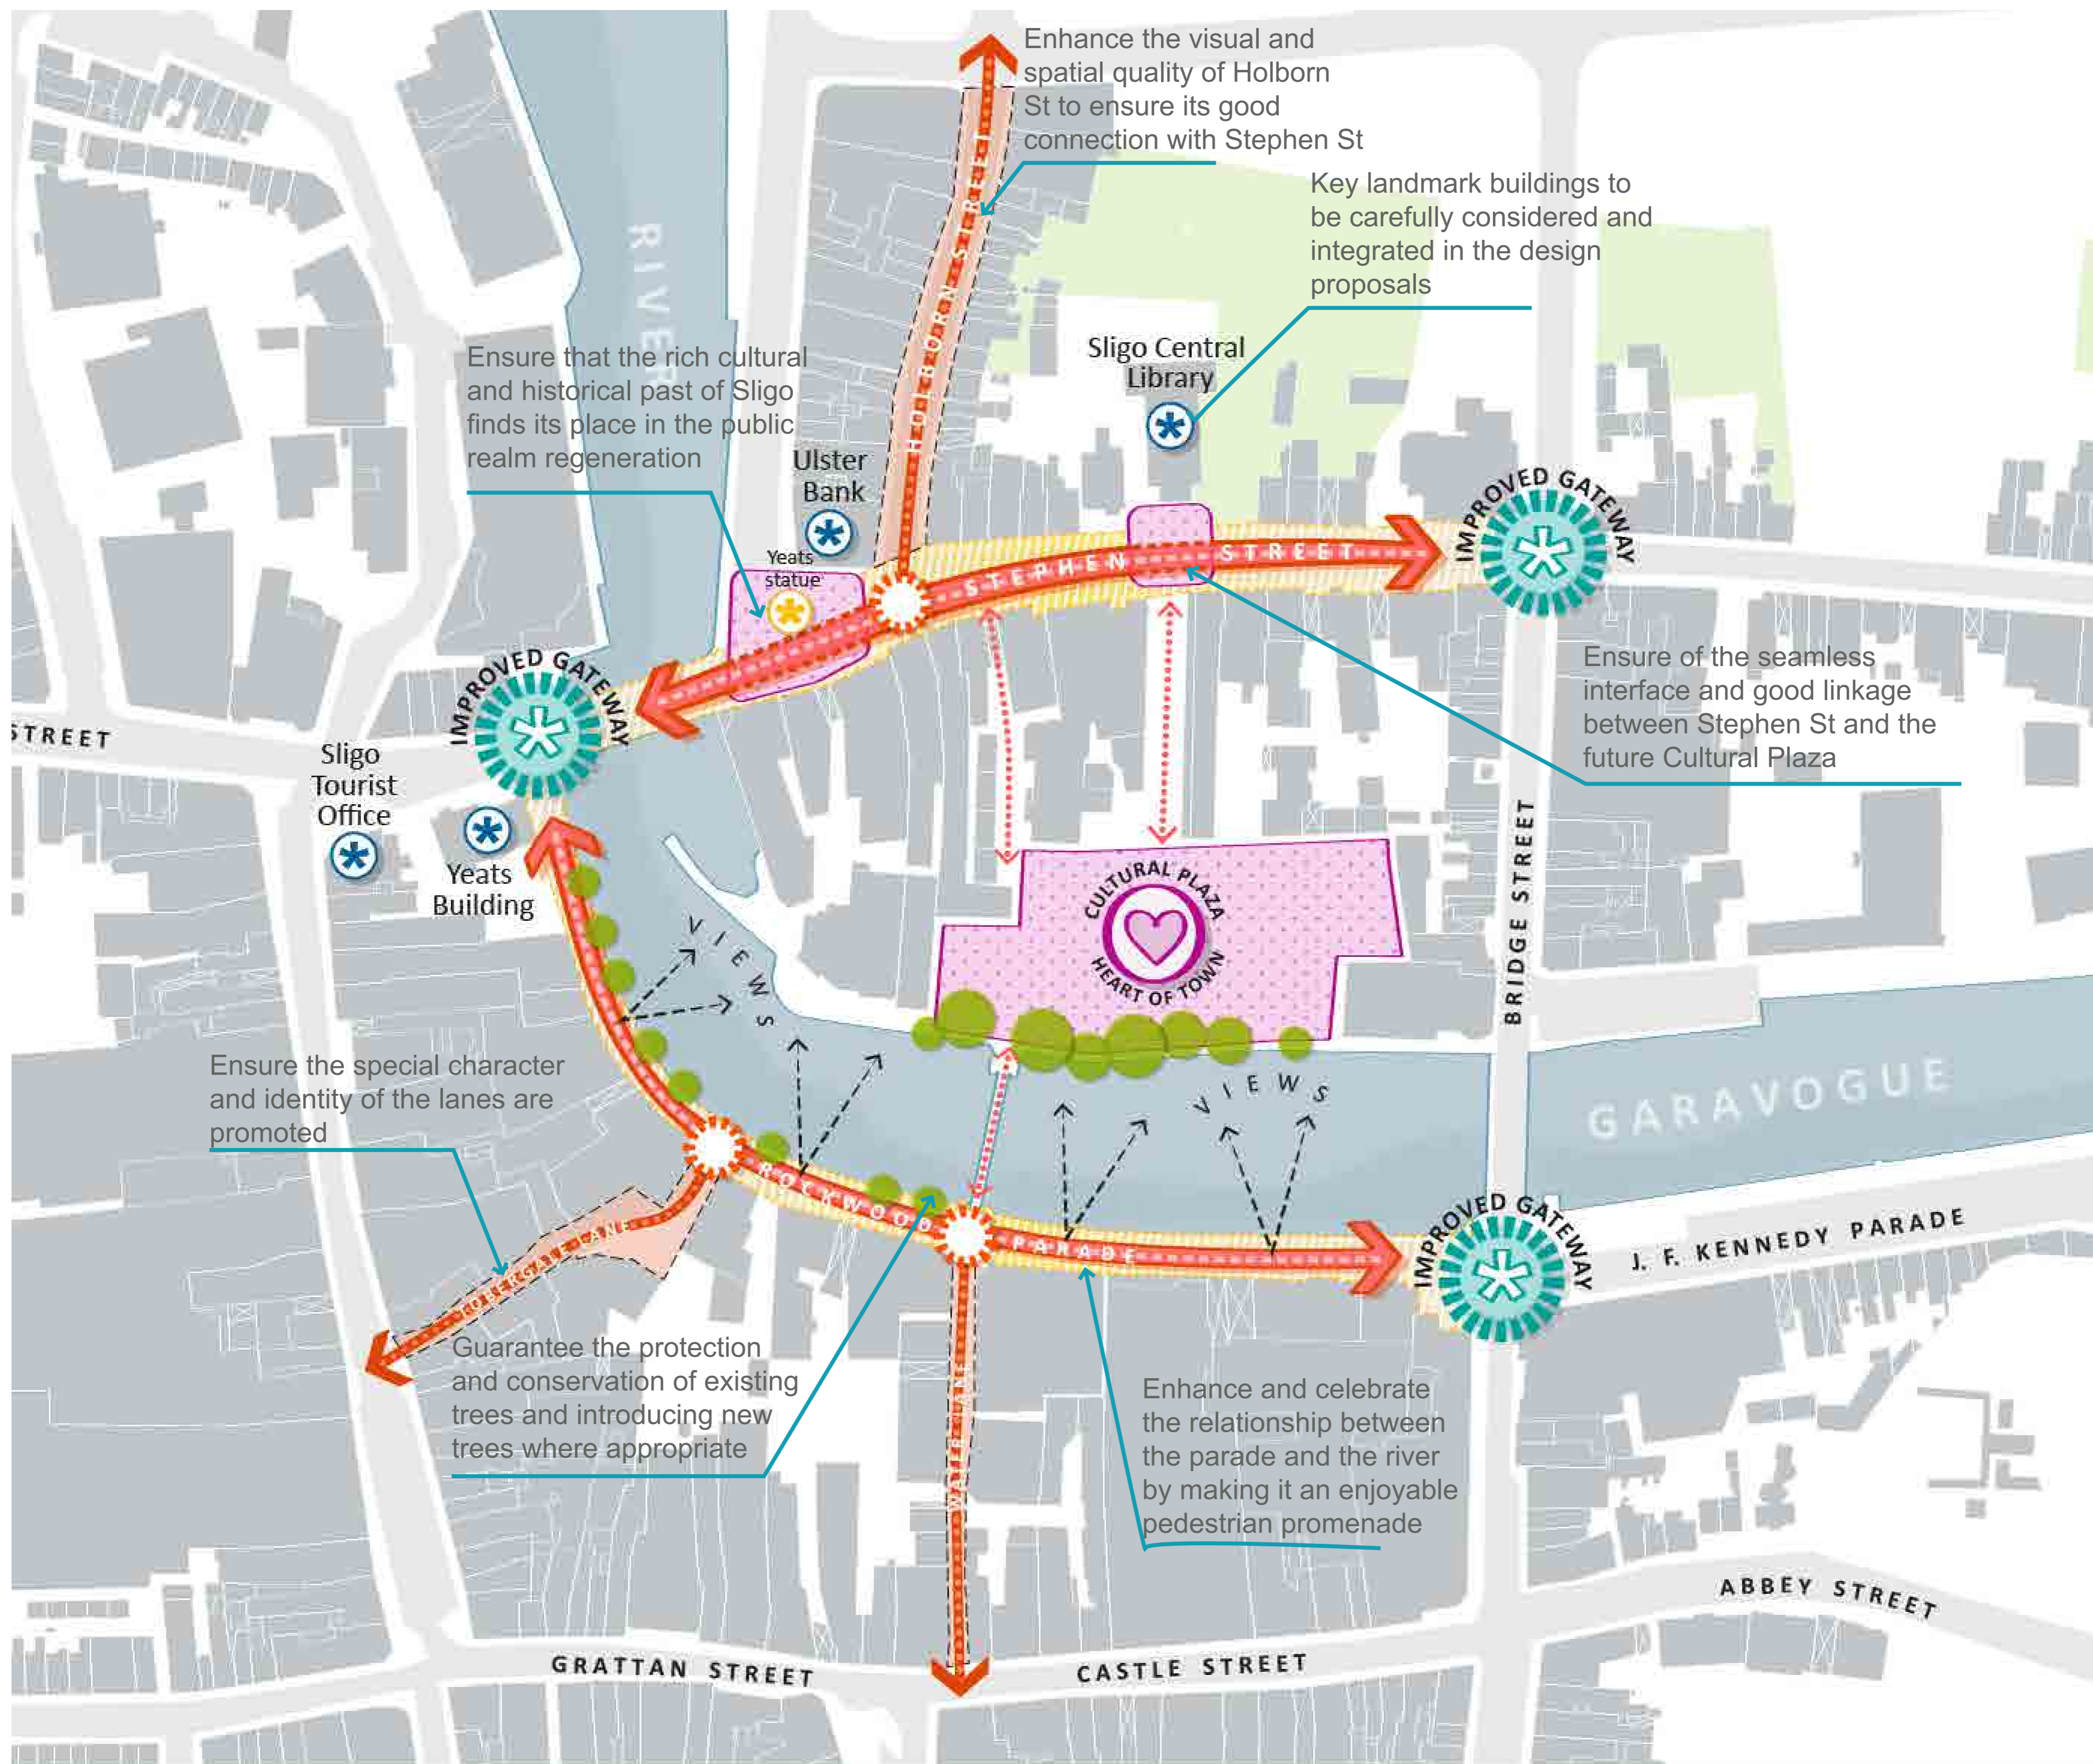 Enhance the visual and
spatial quality of Holborn
St to ensure its good
connection with Stephen St
Key landmark buildings to
be carefully considered and
integrated in the design
proposals
RIVER
HOLBORN STREET
Sligo Central
Library
Ensure that the rich cultural
and historical past of Sligo
finds its place in the public
realm regeneration
Ulster
Bank
Yeats
statue
STEPHEN STREET
IMPROVED GATEWAY
IMPROVED GATEWAY
Ensure of the seamless
interface and good linkage
between Stephen St and the
future Cultural Plaza
STREET
Sligo
Tourist
Office
Yeats
Building
BRIDGE STREET
CULTURAL PLAZA
HEART OF TOWN
VIEWS
VIEWS
GARAVOGUE
Ensure the special character
and identity of the lanes are
promoted
ROCKWOOD PARADE
IMPROVED GATEWAY
J. F. KENNEDY PARADE
TOBERGATE LANE
Guarantee the protection
and conservation of existing
trees and introducing new
trees where appropriate
WATER LANE
Enhance and celebrate
the relationship between
the parade and the river
by making it an enjoyable
pedestrian promenade
ABBEY STREET
GRATTAN STREET
CASTLE STREET